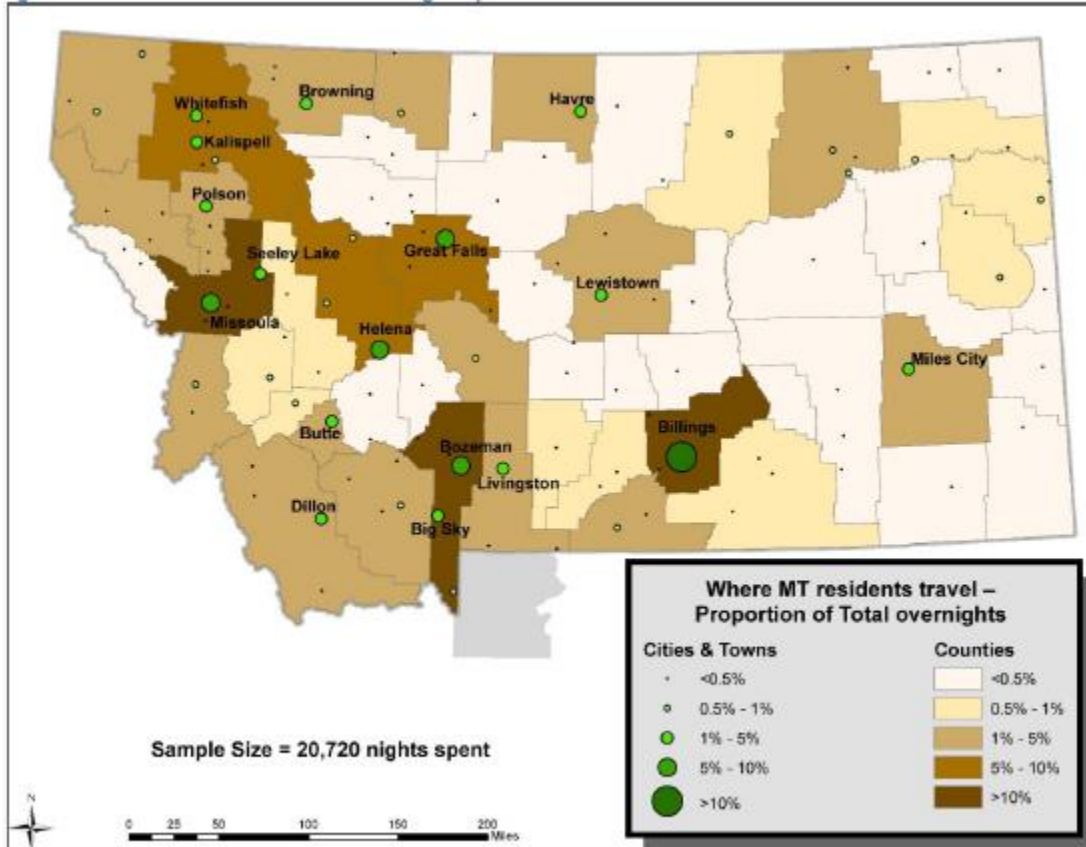 Whitefish
Browning
Havre
Kalispell
Polson
Seeley Lake
Great Falls
Lewistown
Missoula
Helena
Miles City
Butte
Bozeman
Billings
Livingston
Dillon
Big Sky
Where MT residents travel –
Proportion of Total overnights
Cities & Towns
<0.5%
0.5% - 1%
1% - 5%
5% - 10%
>10%
Counties
<0.5%
0.5% - 1%
1% - 5%
5% - 10%
>10%
Sample Size = 20,720 nights spent
N
0 25 50 100 150 200
Miles